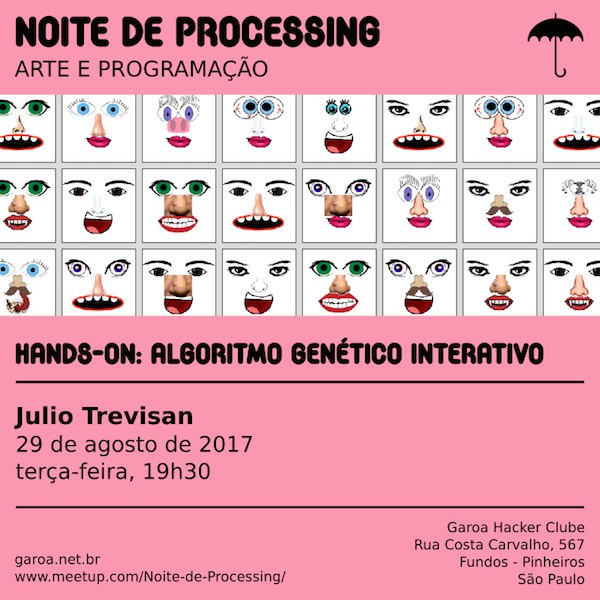 NOITE DE PROCESSING
ARTE E PROGRAMAÇÃO
HANDS-ON: ALGORITMO GENÉTICO INTERATIVO
Julio Trevisan
29 de agosto de 2017
terça-feira, 19h30
garoa.net.br
www.meetup.com/Noite-de-Processing/
Garoa Hacker Clube
Rua Costa Carvalho, 567
Fundos - Pinheiros
São Paulo